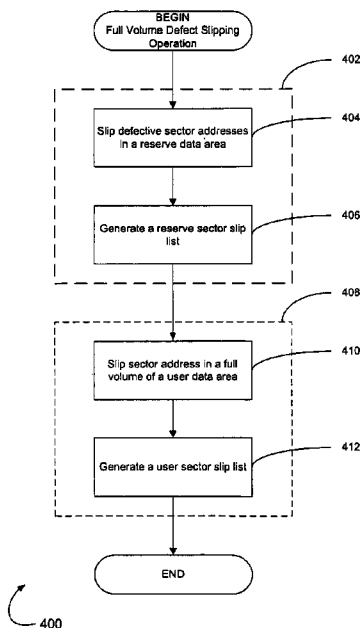 BEGIN
Full Volume Defect Slipping
Operation
402
Slip defective sector addresses
in a reserve data area
404
Generate a reserve sector slip
list
406
408
Slip sector address in a full
volume of a user data area
410
Generate a user sector slip list
412
END
400